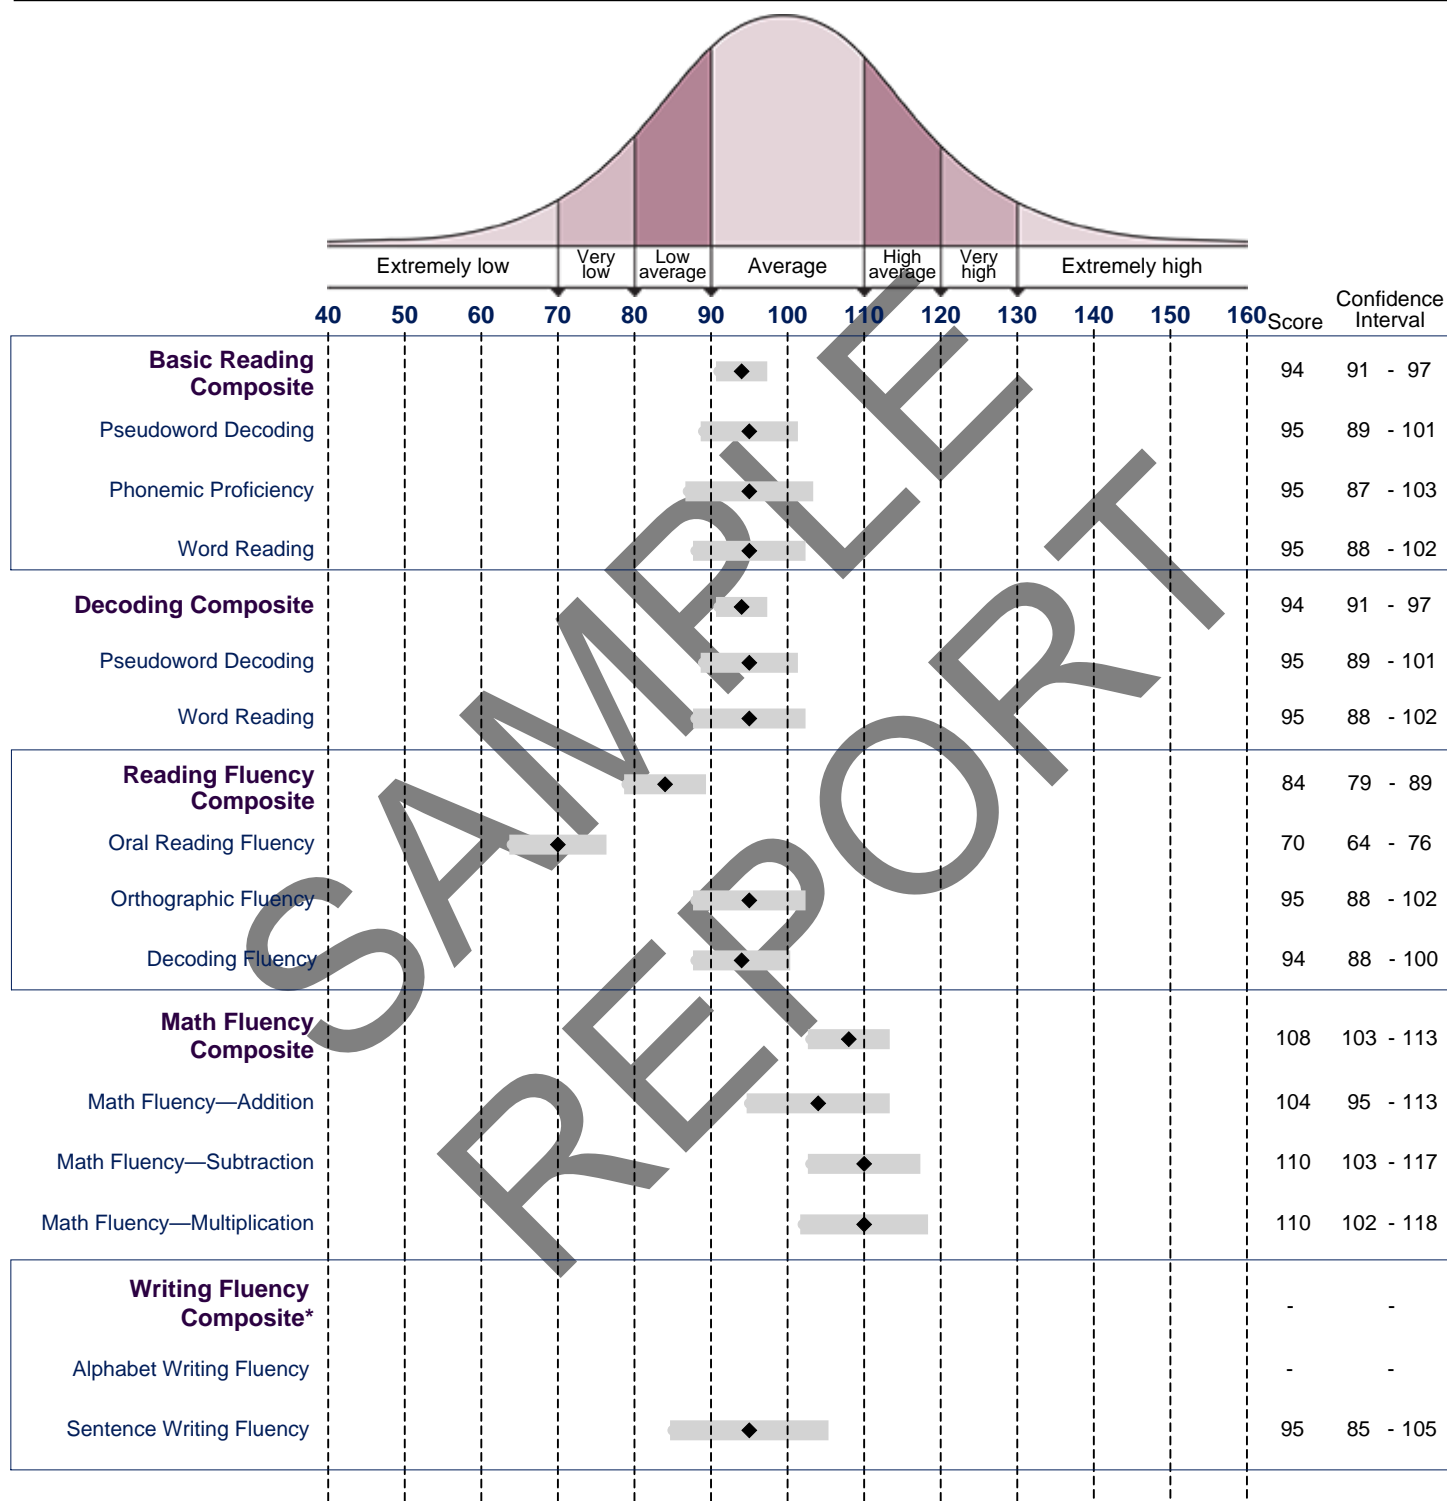 Extremely low
Very
low
Low
average
Average
High
average
Very
high
Extremely high
40 50 60 70 80 90 100 110 120 130 140 150 160 Score Confidence
Interval
Basic Reading
Composite 94 91 - 97
Pseudoword Decoding 95 89 - 101
Phonemic Proficiency 95 87 - 103
Word Reading 95 88 - 102
Decoding Composite 94 91 - 97
Pseudoword Decoding 95 89 - 101
Word Reading 95 88 - 102
Reading Fluency
Composite 84 79 - 89
Oral Reading Fluency 70 64 - 76
Orthographic Fluency 95 88 - 102
Decoding Fluency 94 88 - 100
Math Fluency
Composite 108 103 - 113
Math Fluency—Addition 104 95 - 113
Math Fluency—Subtraction 110 103 - 117
Math Fluency—Multiplication 110 102 - 118
Writing Fluency
Composite* - -
Alphabet Writing Fluency - -
Sentence Writing Fluency 95 85 - 105
SAMPLE
REPORT